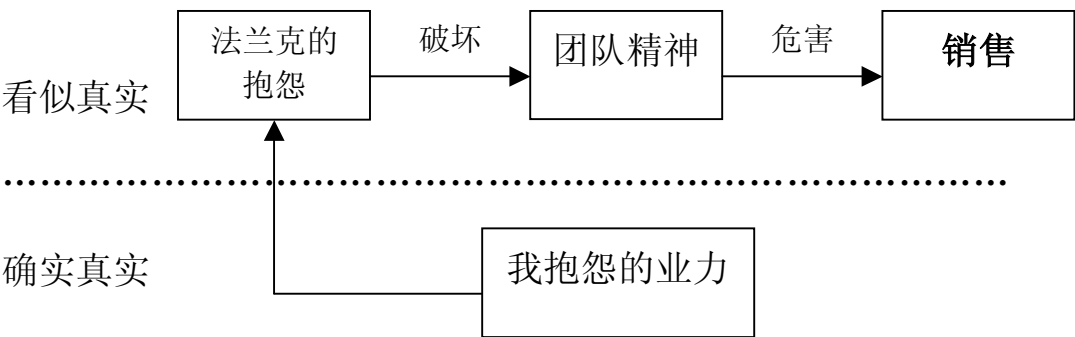 法兰克的
抱怨
破坏
团队精神
危害
销售
看似真实
确实真实
我抱怨的业力